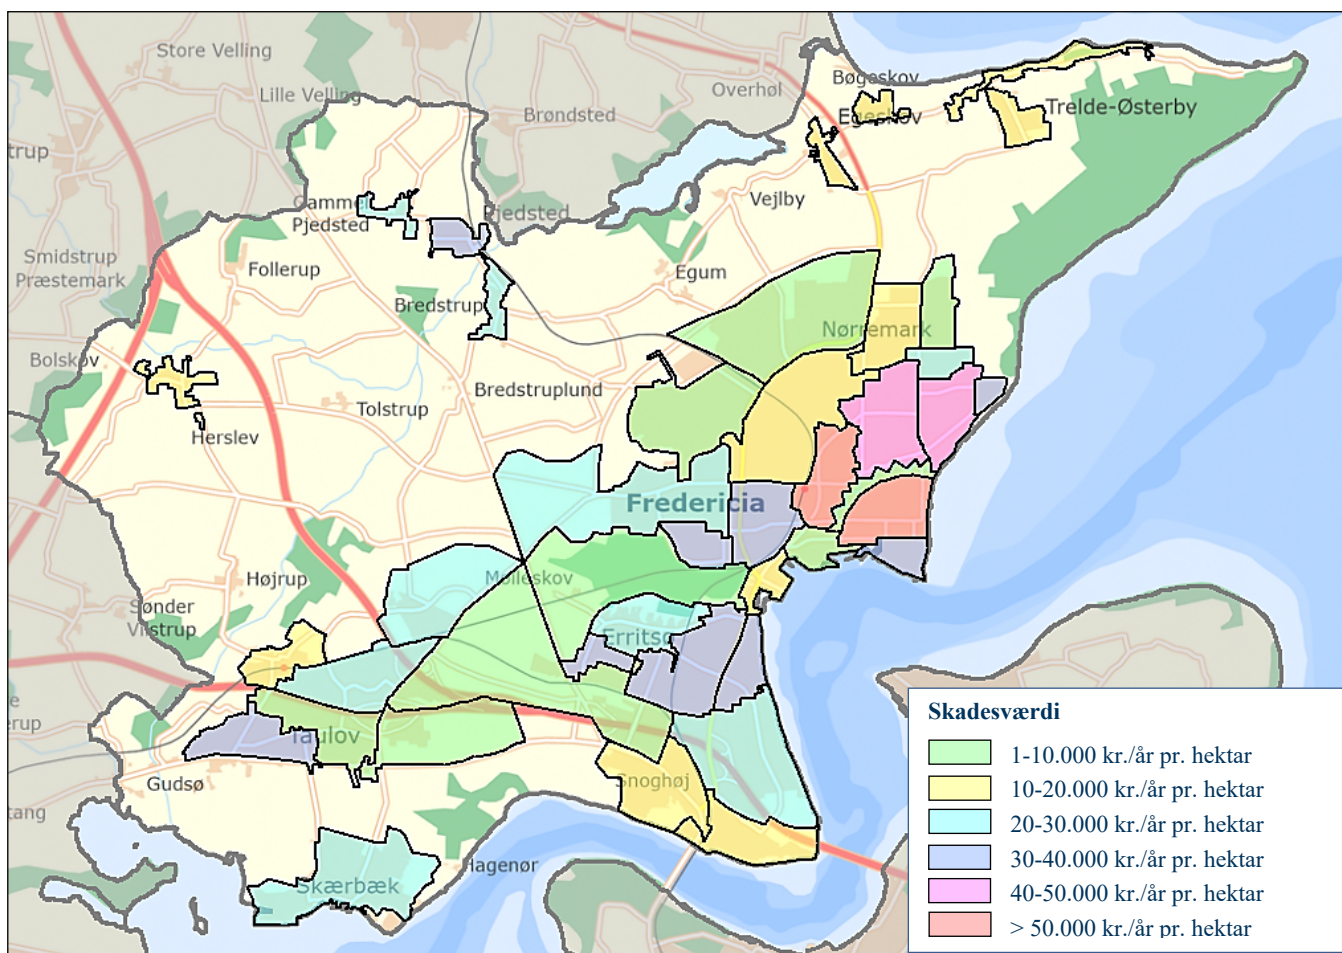 Store Velling
Lille Velling
Overhøl
Bøgeskov
Brøndsted
Egeskov
Trelde-Østerby
trup
Vejlby
Pjedsted
Pjedsted
Smidstrup
Præstemark
Follerup
Egum
Bredstrup
Nørremark
Bolskov
Bredstruplund
Tolstrup
Herslev
Fredericia
Højrup
Mølleskov
Sønder
Vilstrup
Erritsø
Taulov
Gudsø
Snoghøj
tang
Hagenør
Skærbæk
Skadesværdi
1-10.000 kr./år pr. hektar
10-20.000 kr./år pr. hektar
20-30.000 kr./år pr. hektar
30-40.000 kr./år pr. hektar
40-50.000 kr./år pr. hektar
> 50.000 kr./år pr. hektar